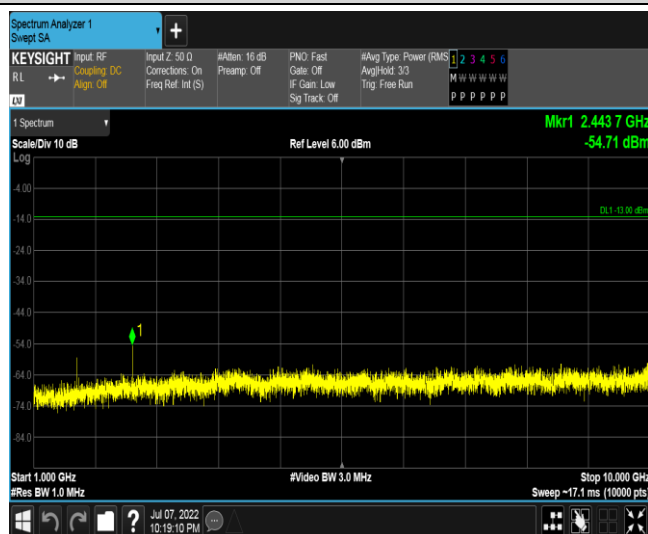 Spectrum Analyzer 1
Swept SA
+
KEYSIGHT
RL
LXI
Input: RF
Coupling: DC
Align: Off
Input Z: 50 Ω
Corrections: On
Freq Ref: Int (S)
#Atten: 16 dB
Preamp: Off
PNO: Fast
Gate: Off
IF Gain: Low
Sig Track: Off
#Avg Type: Power (RMS
Avg|Hold: 3/3
Trig: Free Run
1 2 3 4 5 6
M W W W W W
P P P P P P
1 Spectrum
Mkr1 2.443 7 GHz
-54.71 dBm
Scale/Div 10 dB
Ref Level 6.00 dBm
Log
-4.00
DL1 -13.00 dBm
-14.0
-24.0
-34.0
-44.0
1
-54.0
-64.0
-74.0
-84.0
Start 1.000 GHz
#Video BW 3.0 MHz
Stop 10.000 GHz
#Res BW 1.0 MHz
Sweep ~17.1 ms (10000 pts)
?
Jul 07, 2022
10:19:10 PM